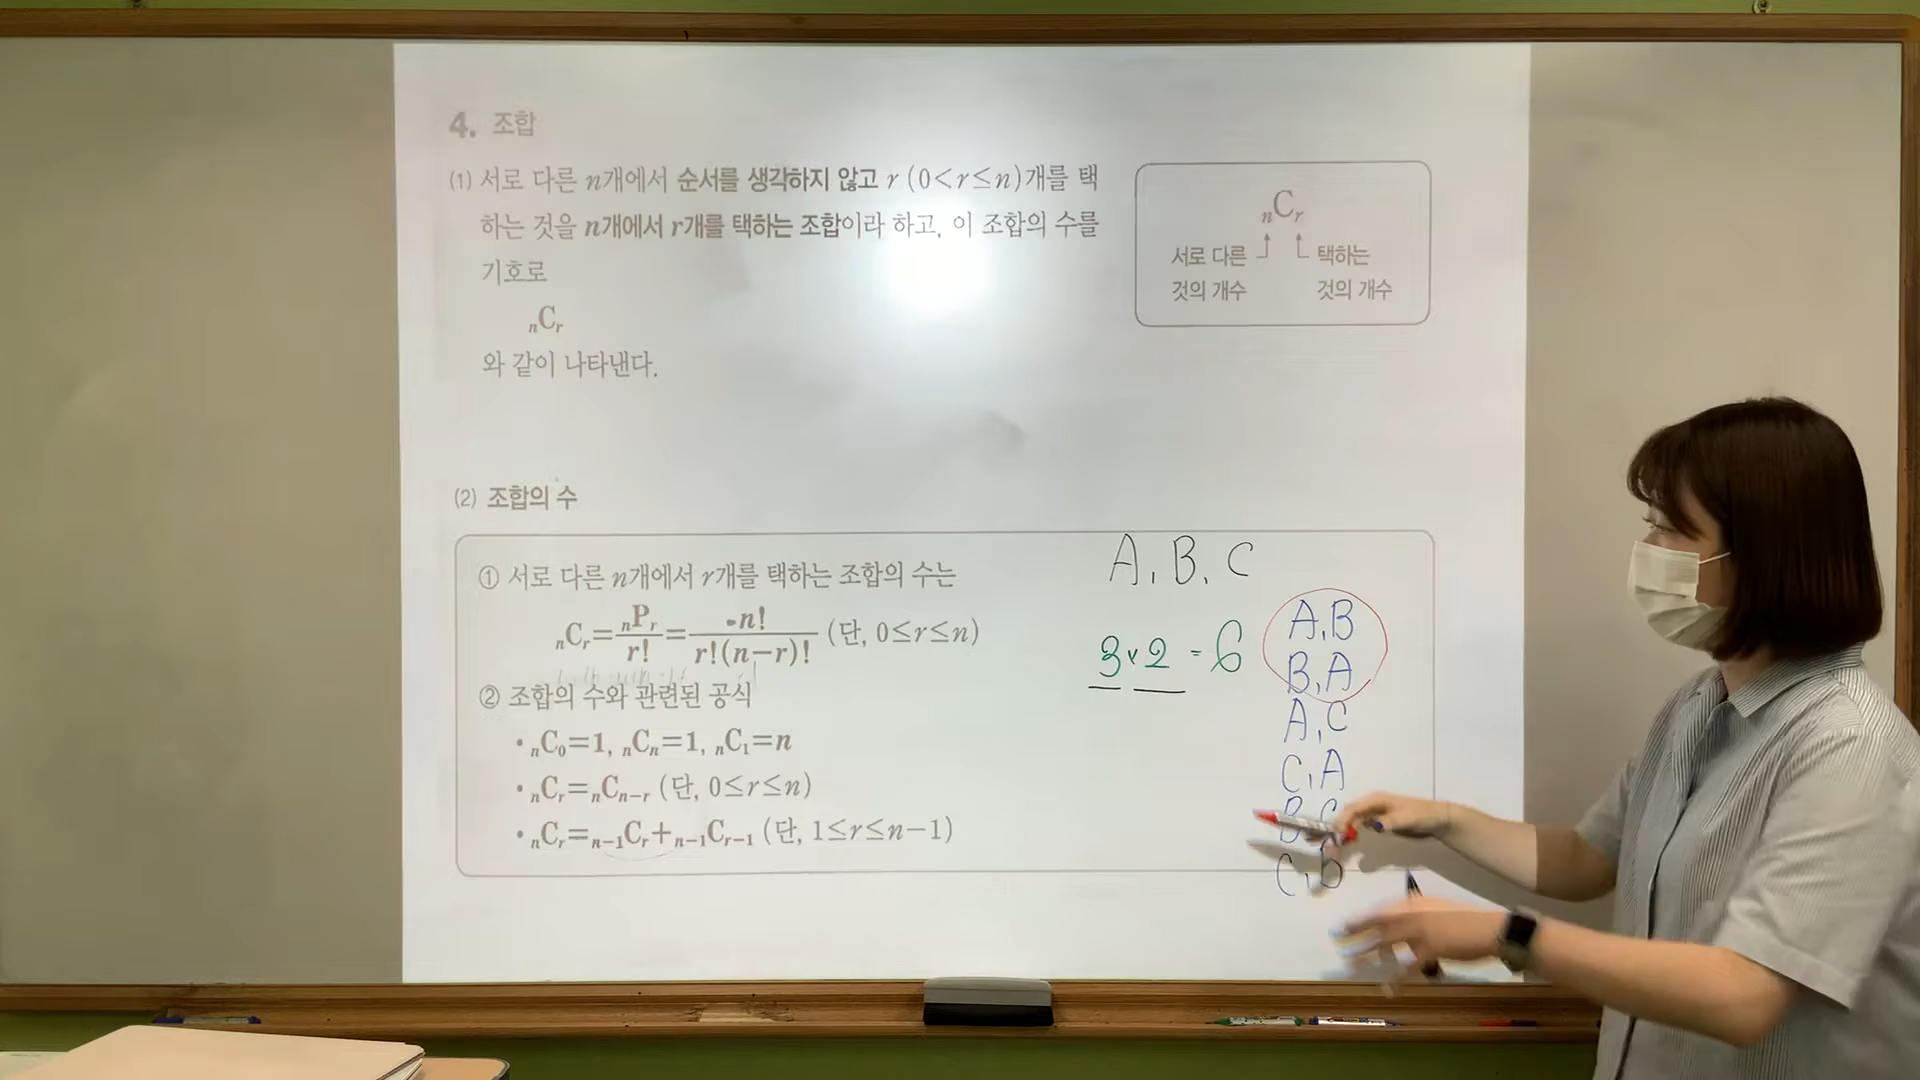 4. 조합
(1) 서로 다른 n개에서 순서를 생각하지 않고 r (0<r≤n)개를 택
하는 것을 n개에서 r개를 택하는 조합이라 하고, 이 조합의 수를
기호로
nCr
와 같이 나타낸다.
nCr
서로 다른 택하는
것의 개수 것의 개수
(2) 조합의 수
① 서로 다른 n개에서 r개를 택하는 조합의 수는
nCr=nPr/r!=n!/r!(n-r)! (단, 0≤r≤n)
② 조합의 수와 관련된 공식
• nC0=1, nCn=1, nC1=n
• nCr=nCn-r (단, 0≤r≤n)
• nCr=n-1Cr+n-1Cr-1 (단, 1≤r≤n-1)
A, B, C
3×2=6
A,B
B,A
A,C
C,A
B,C
C,B